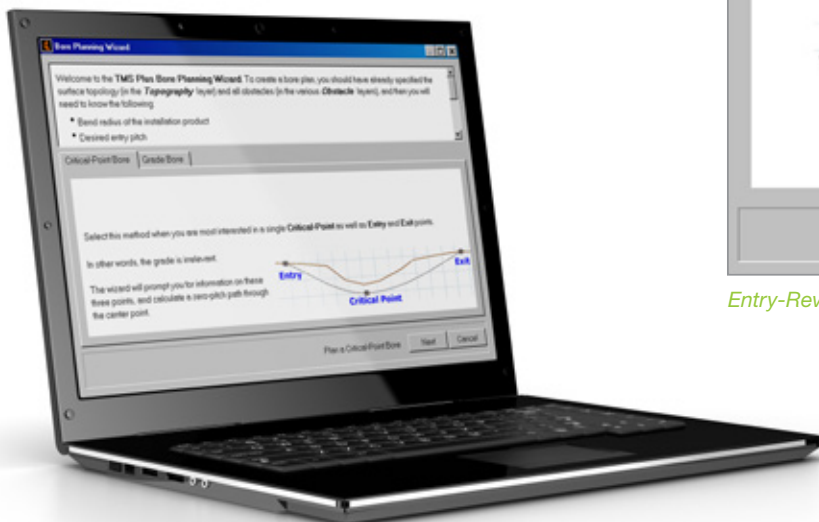 Bore Planning Wizard
Welcome to the TMS Plus Bore Planning Wizard. To create a bore plan, you should have already specified the
surface topology (in the Topography layer) and all obstacles (in the various Obstacle layers), and then you will
need to know the following:
• Bend radius of the installation product
• Desired entry pitch
Critical-Point Bore Grade Bore
Select this method when you are most interested in a single Critical-Point as well as Entry and Exit points.
In other words, the grade is irrelevent.
The wizard will prompt you for information on these
three points, and calculate a zero-pitch path through
the center point.
Entry
Critical Point
Exit
Plan a Critical-Point Bore Next Cancel
Entry-Rev